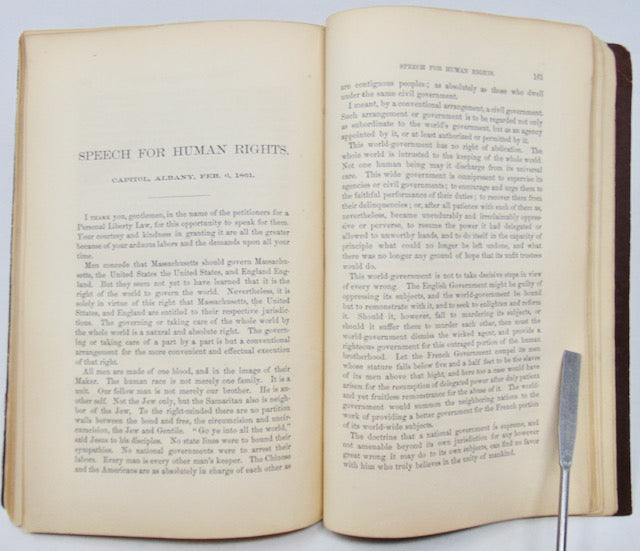 SPEECH FOR HUMAN RIGHTS.
CAPITOL, ALBANY, FEB. 6, 1861.
I THANK you, gentlemen, in the name of the petitioners for a
Personal Liberty Law, for this opportunity to speak for them.
Your courtesy and kindness in granting it are all the greater
because of your arduous labors and the demands upon all your
time.
Men concede that Massachusetts should govern Massachu-
setts, the United States the United States, and England Eng-
land. But they seem not yet to have learned that it is the
right of the world to govern the world. Nevertheless, it is
solely in virtue of this right that Massachusetts, the United
States, and England are entitled to their respective jurisdic-
tions. The governing or taking care of the whole world by
the whole world is a natural and absolute right. The govern-
ing or taking care of a part by a part is but a conventional
arrangement for the more convenient and effectual execution
of that right.
All men are made of one blood, and in the image of their
Maker. The human race is not merely one family. It is a
unit. Our fellow man is not merely our brother. He is an-
other self. Not the Jew only, but the Samaritan also is neigh-
bor of the Jew. To the right-minded there are no partition
walls between the bond and free, the circumcision and uncir-
cumcision, the Jew and Gentile. "Go ye into all the world,"
said Jesus to his disciples. No state lines were to bound their
sympathies. No national governments were to arrest their
labors. Every man is every other man's keeper. The Chinese
and the Americans are as absolutely in charge of each other as
SPEECH FOR HUMAN RIGHTS. 161
are contiguous peoples; as absolutely as those who dwell
under the same civil government.
I meant, by a conventional arrangement, a civil government.
Such arrangement or government is to be regarded not only
as subordinate to the world's government, but as an agency
appointed by it, or at least authorized or permitted by it.
This world-government has no right of abdication. The
whole world is intrusted to the keeping of the whole world.
Not one human being may it discharge from its universal
care. This wide government is omnipresent to supervise its
agencies or civil governments; to encourage and urge them to
the faithful performance of their duties; to recover them from
their delinquencies; or, after all patience with such of them as,
nevertheless, became unendurably and irreclaimably oppres-
sive or perverse, to resume the power it had delegated or
allowed to unworthy hands, and to do itself in the capacity of
principle what could no longer be left undone, and what
there was no longer any ground of hope that its unfit trustees
would do.
This world-government is not to take decisive steps in view
of every wrong. The English Government might be guilty of
oppressing its subjects, and the world-government be bound
but to remonstrate with it, and to seek to enlighten and reform
it. Should it, however, fall to murdering its subjects, or
should it suffer them to murder each other, then must the
world-government dismiss the wicked agent, and provide a
righteous government for this outraged portion of the human
brotherhood. Let the French Government compel its men
whose stature falls below five and a half feet to be the slaves
of its men above that hight, and here too a case would have
arisen for the resumption of delegated power after duly patient
and yet fruitless remonstrance for the abuse of it. The world-
government would summon the neighboring nations to the
work of providing a better government for the French portion
of its world-wide subjects.
The doctrine that a national government is supreme, and
not amenable beyond its own jurisdiction for any however
great wrong it may do to its own subjects, can find no favor
with him who truly believes in the unity of mankind.